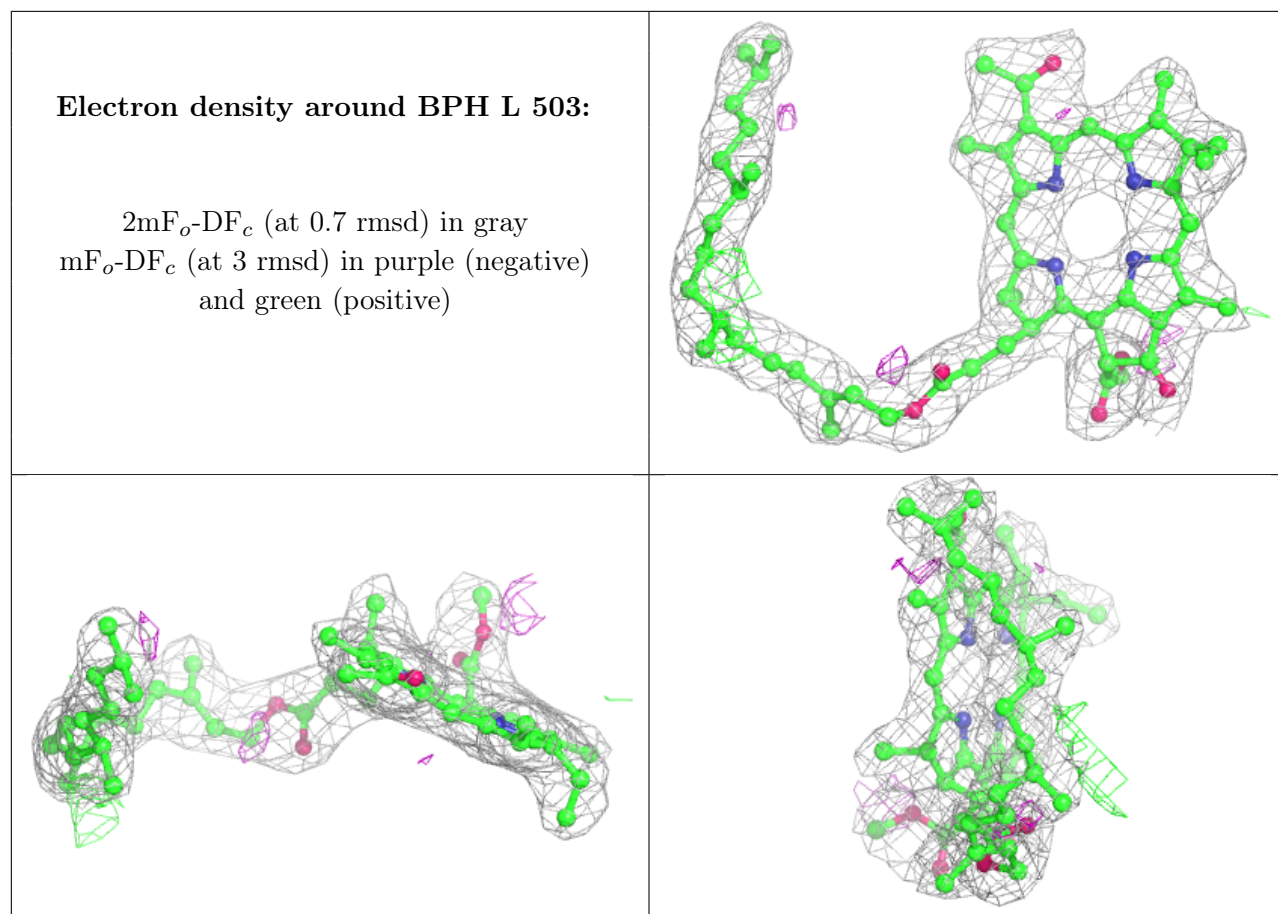 Electron density around BPH L 503:
2mFo-DFc (at 0.7 rmsd) in gray
mFo-DFc (at 3 rmsd) in purple (negative)
and green (positive)